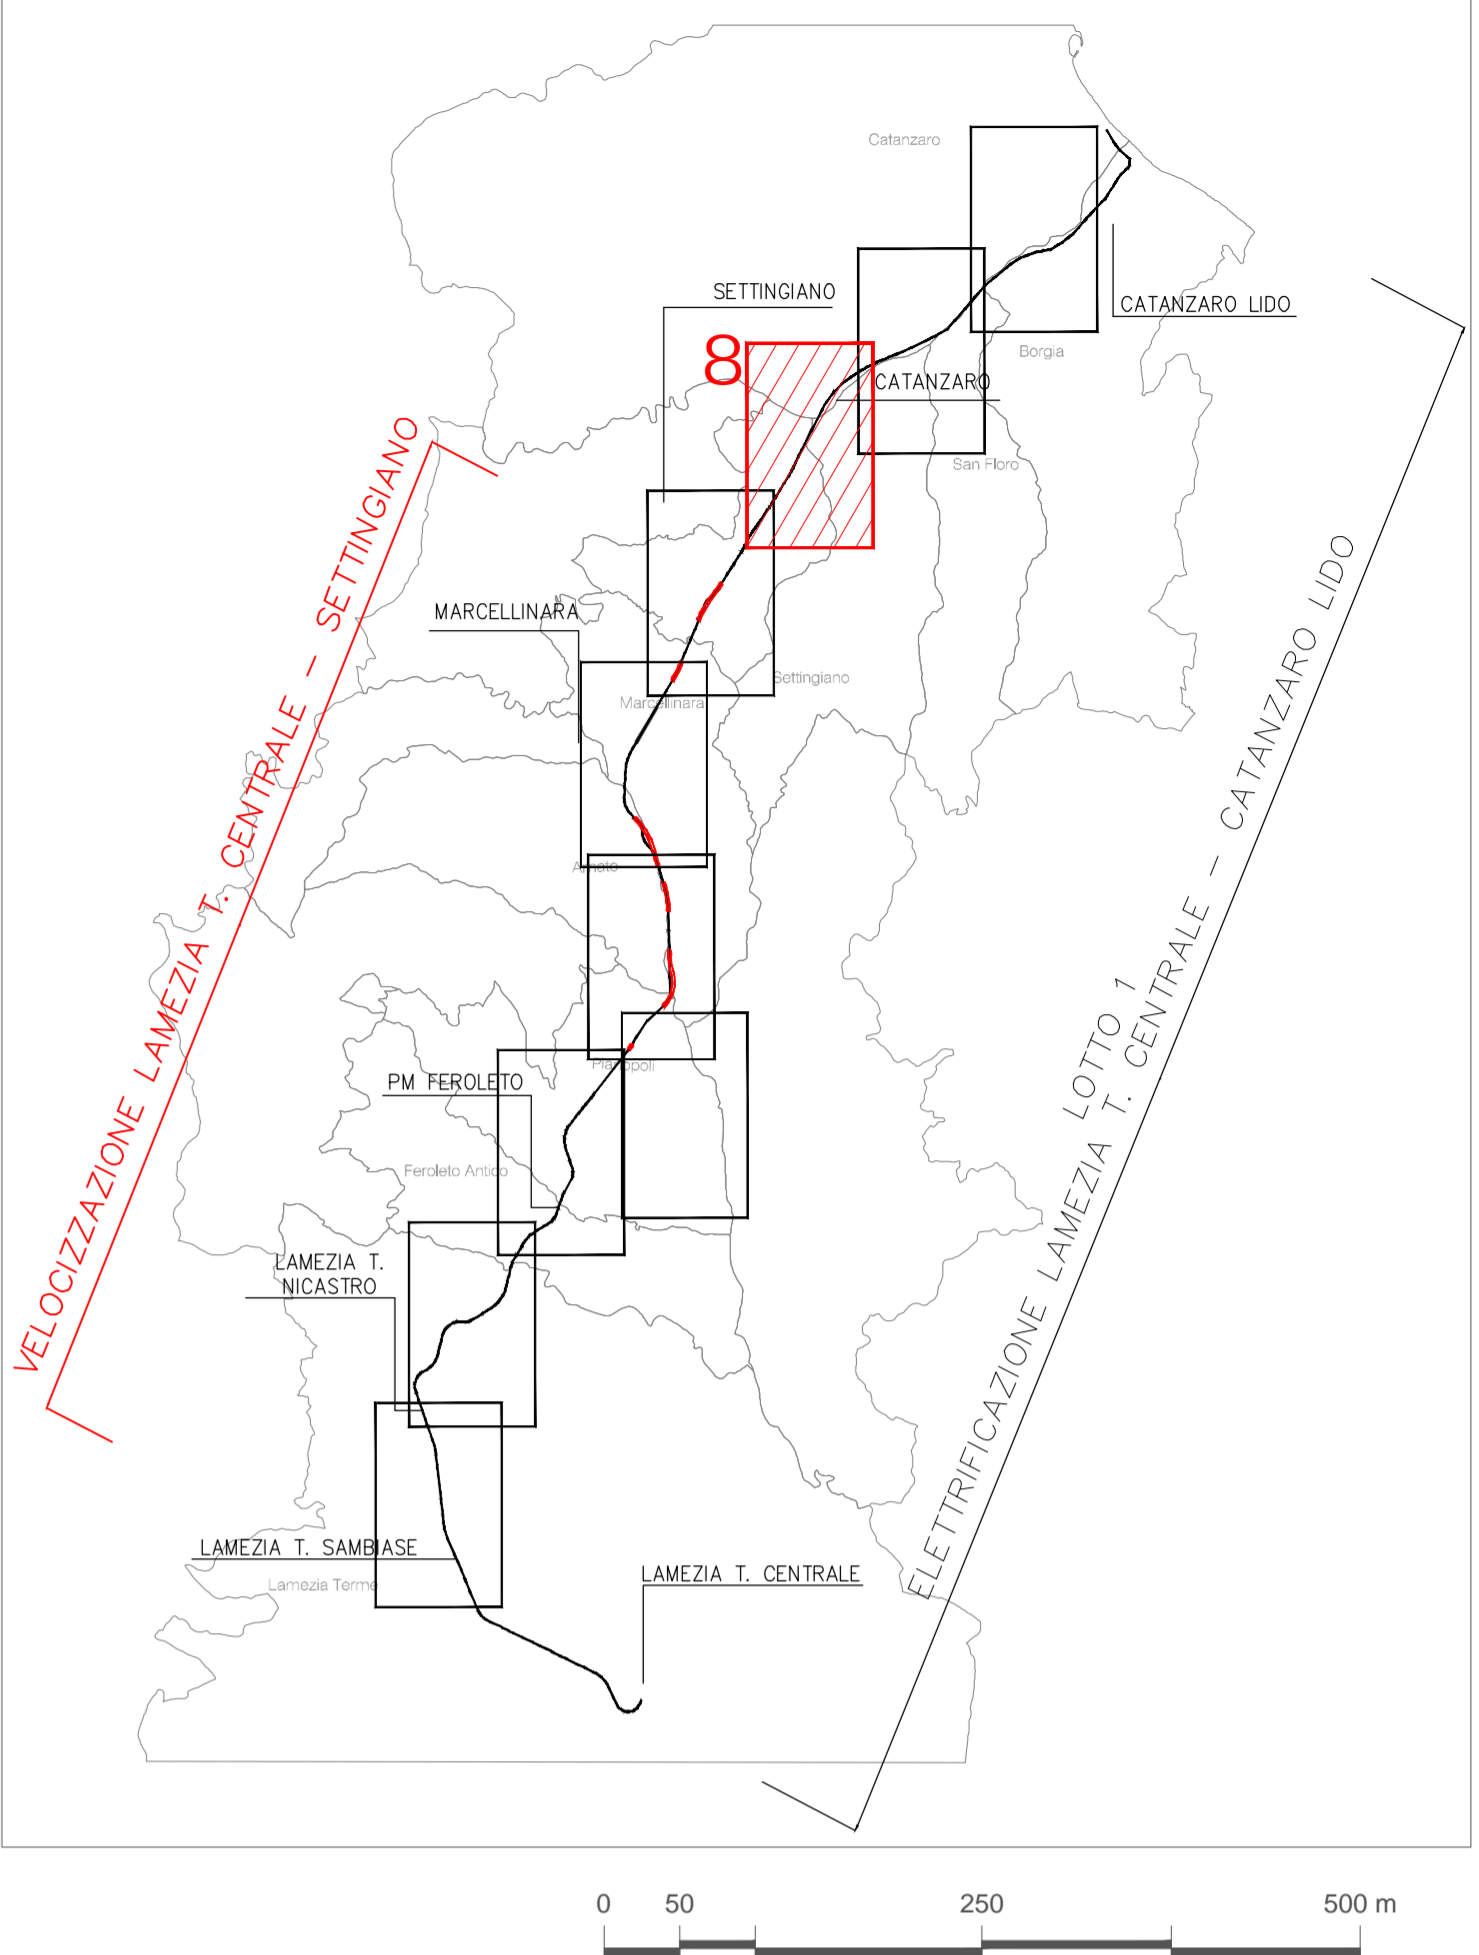 Catanzaro
SETTINGIANO
CATANZARO LIDO
8
Borgia
CATANZARO
San Floro
VELOCIZZAZIONE LAMEZIA T. CENTRALE - SETTINGIANO
MARCELLINARA
Settingiano
Marcellinara
Amato
LOTTO 1
ELETTRIFICAZIONE LAMEZIA T. CENTRALE - CATANZARO LIDO
Pianopoli
PM FEROLETO
Feroleto Antico
LAMEZIA T.
NICASTRO
LAMEZIA T. SAMBIASE
LAMEZIA T. CENTRALE
Lamezia Terme
0 50 250 500 m